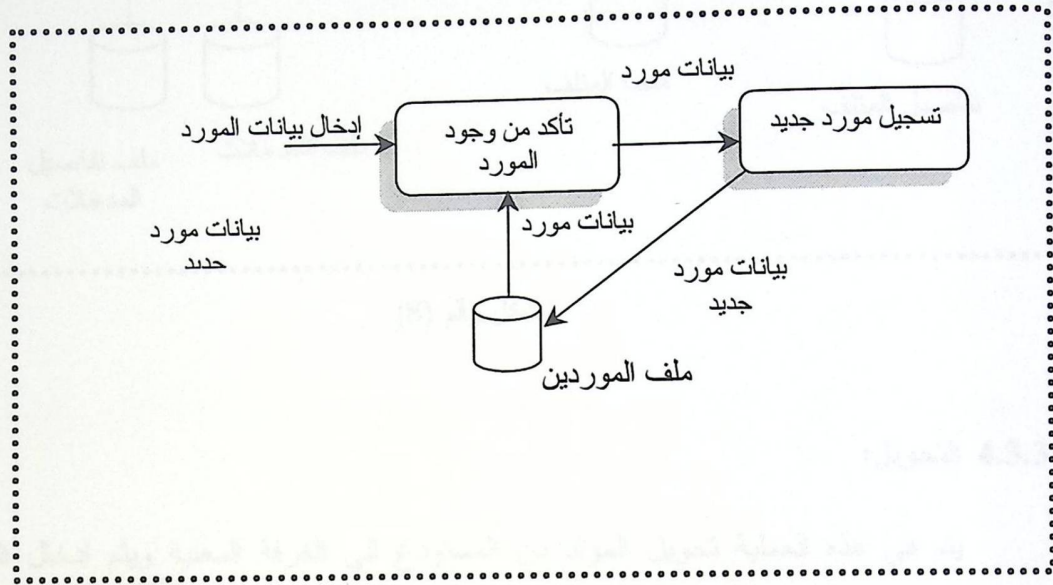 بيانات مورد
إدخال بيانات المورد
تأكد من وجود
المورد
تسجيل مورد جديد
بيانات مورد
جديد
بيانات مورد
بيانات مورد
جديد
ملف الموردين